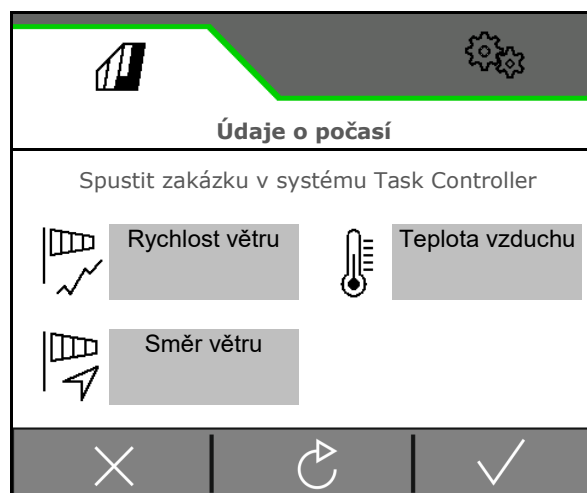 Údaje o počasí
Spustit zakázku v systému Task Controller
Rychlost větru
Teplota vzduchu
Směr větru